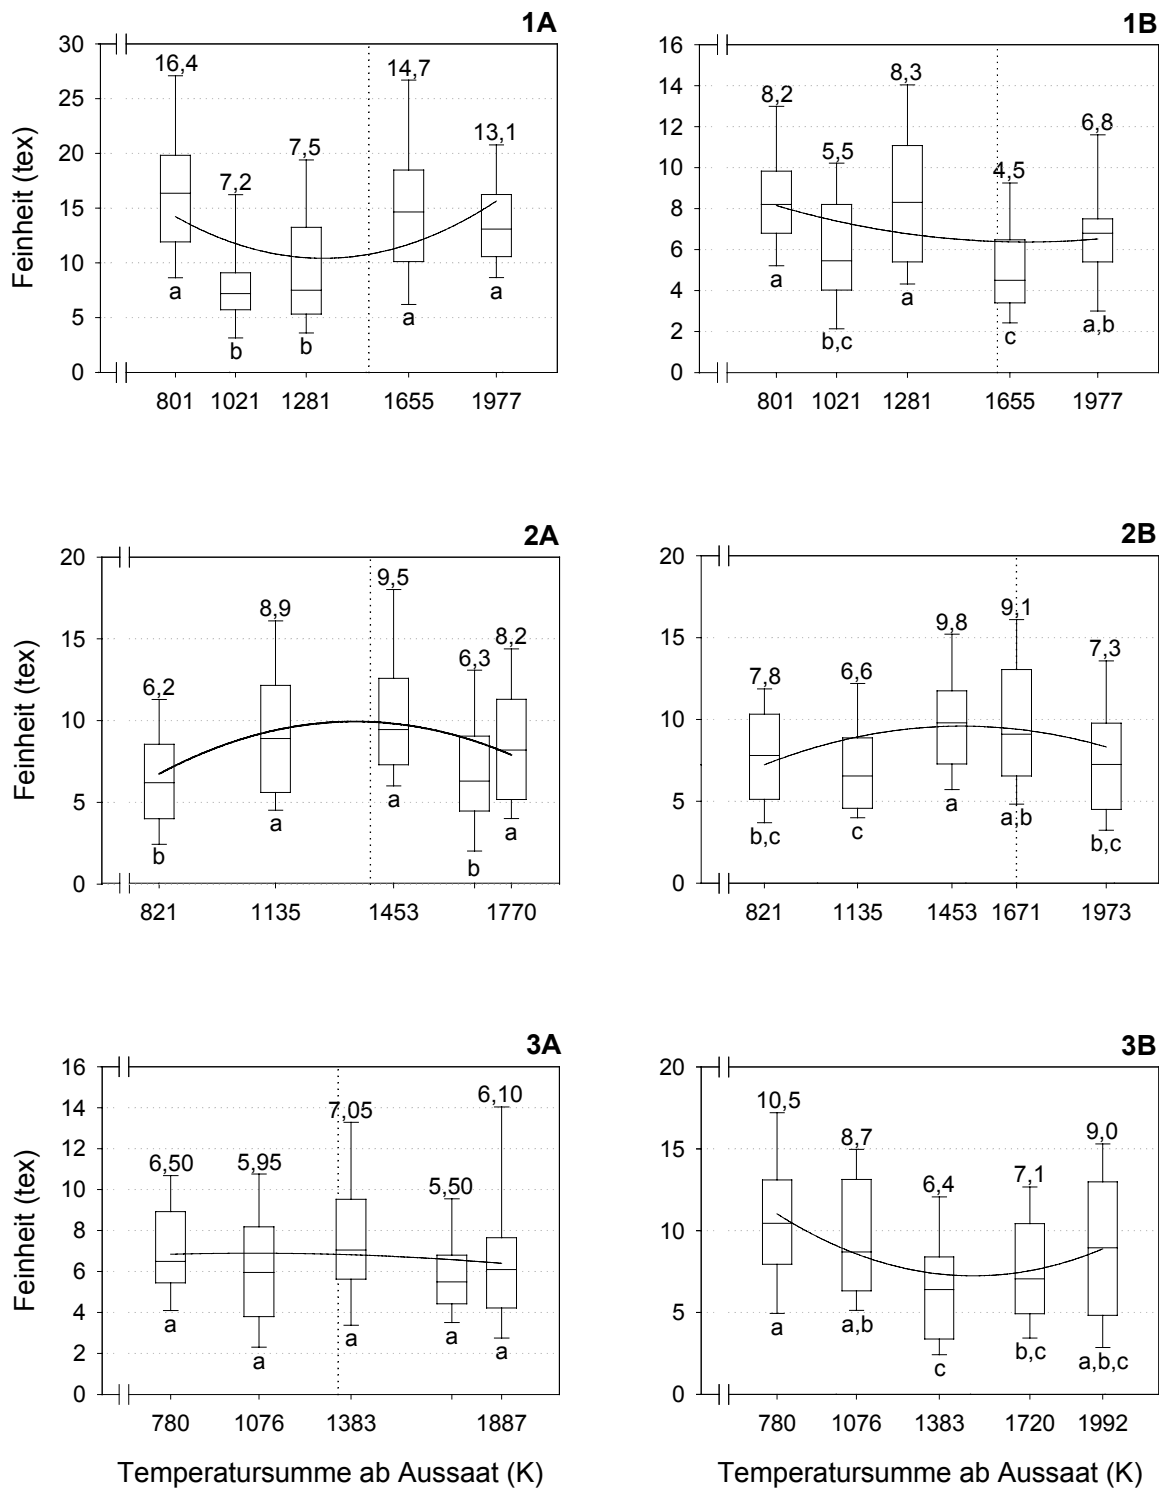 1A
Feinheit (tex)
30
25
20
15
10
5
0
16,4
7,2
7,5
14,7
13,1
a
b
b
a
a
801 1021 1281 1655 1977
1B
16
14
12
10
8
6
4
2
0
8,2
5,5
8,3
4,5
6,8
a
b,c
a
c
a,b
801 1021 1281 1655 1977
2A
Feinheit (tex)
20
15
10
5
0
6,2
8,9
9,5
6,3
8,2
b
a
a
b
a
821 1135 1453 1770
2B
20
15
10
5
0
7,8
6,6
9,8
9,1
7,3
b,c
c
a
a,b
b,c
821 1135 1453 1671 1973
3A
Feinheit (tex)
16
14
12
10
8
6
4
2
0
6,50
5,95
7,05
5,50
6,10
a
a
a
a
a
780 1076 1383 1887
Temperatursumme ab Aussaat (K)
3B
20
15
10
5
0
10,5
8,7
6,4
7,1
9,0
a
a,b
c
b,c
a,b,c
780 1076 1383 1720 1992
Temperatursumme ab Aussaat (K)